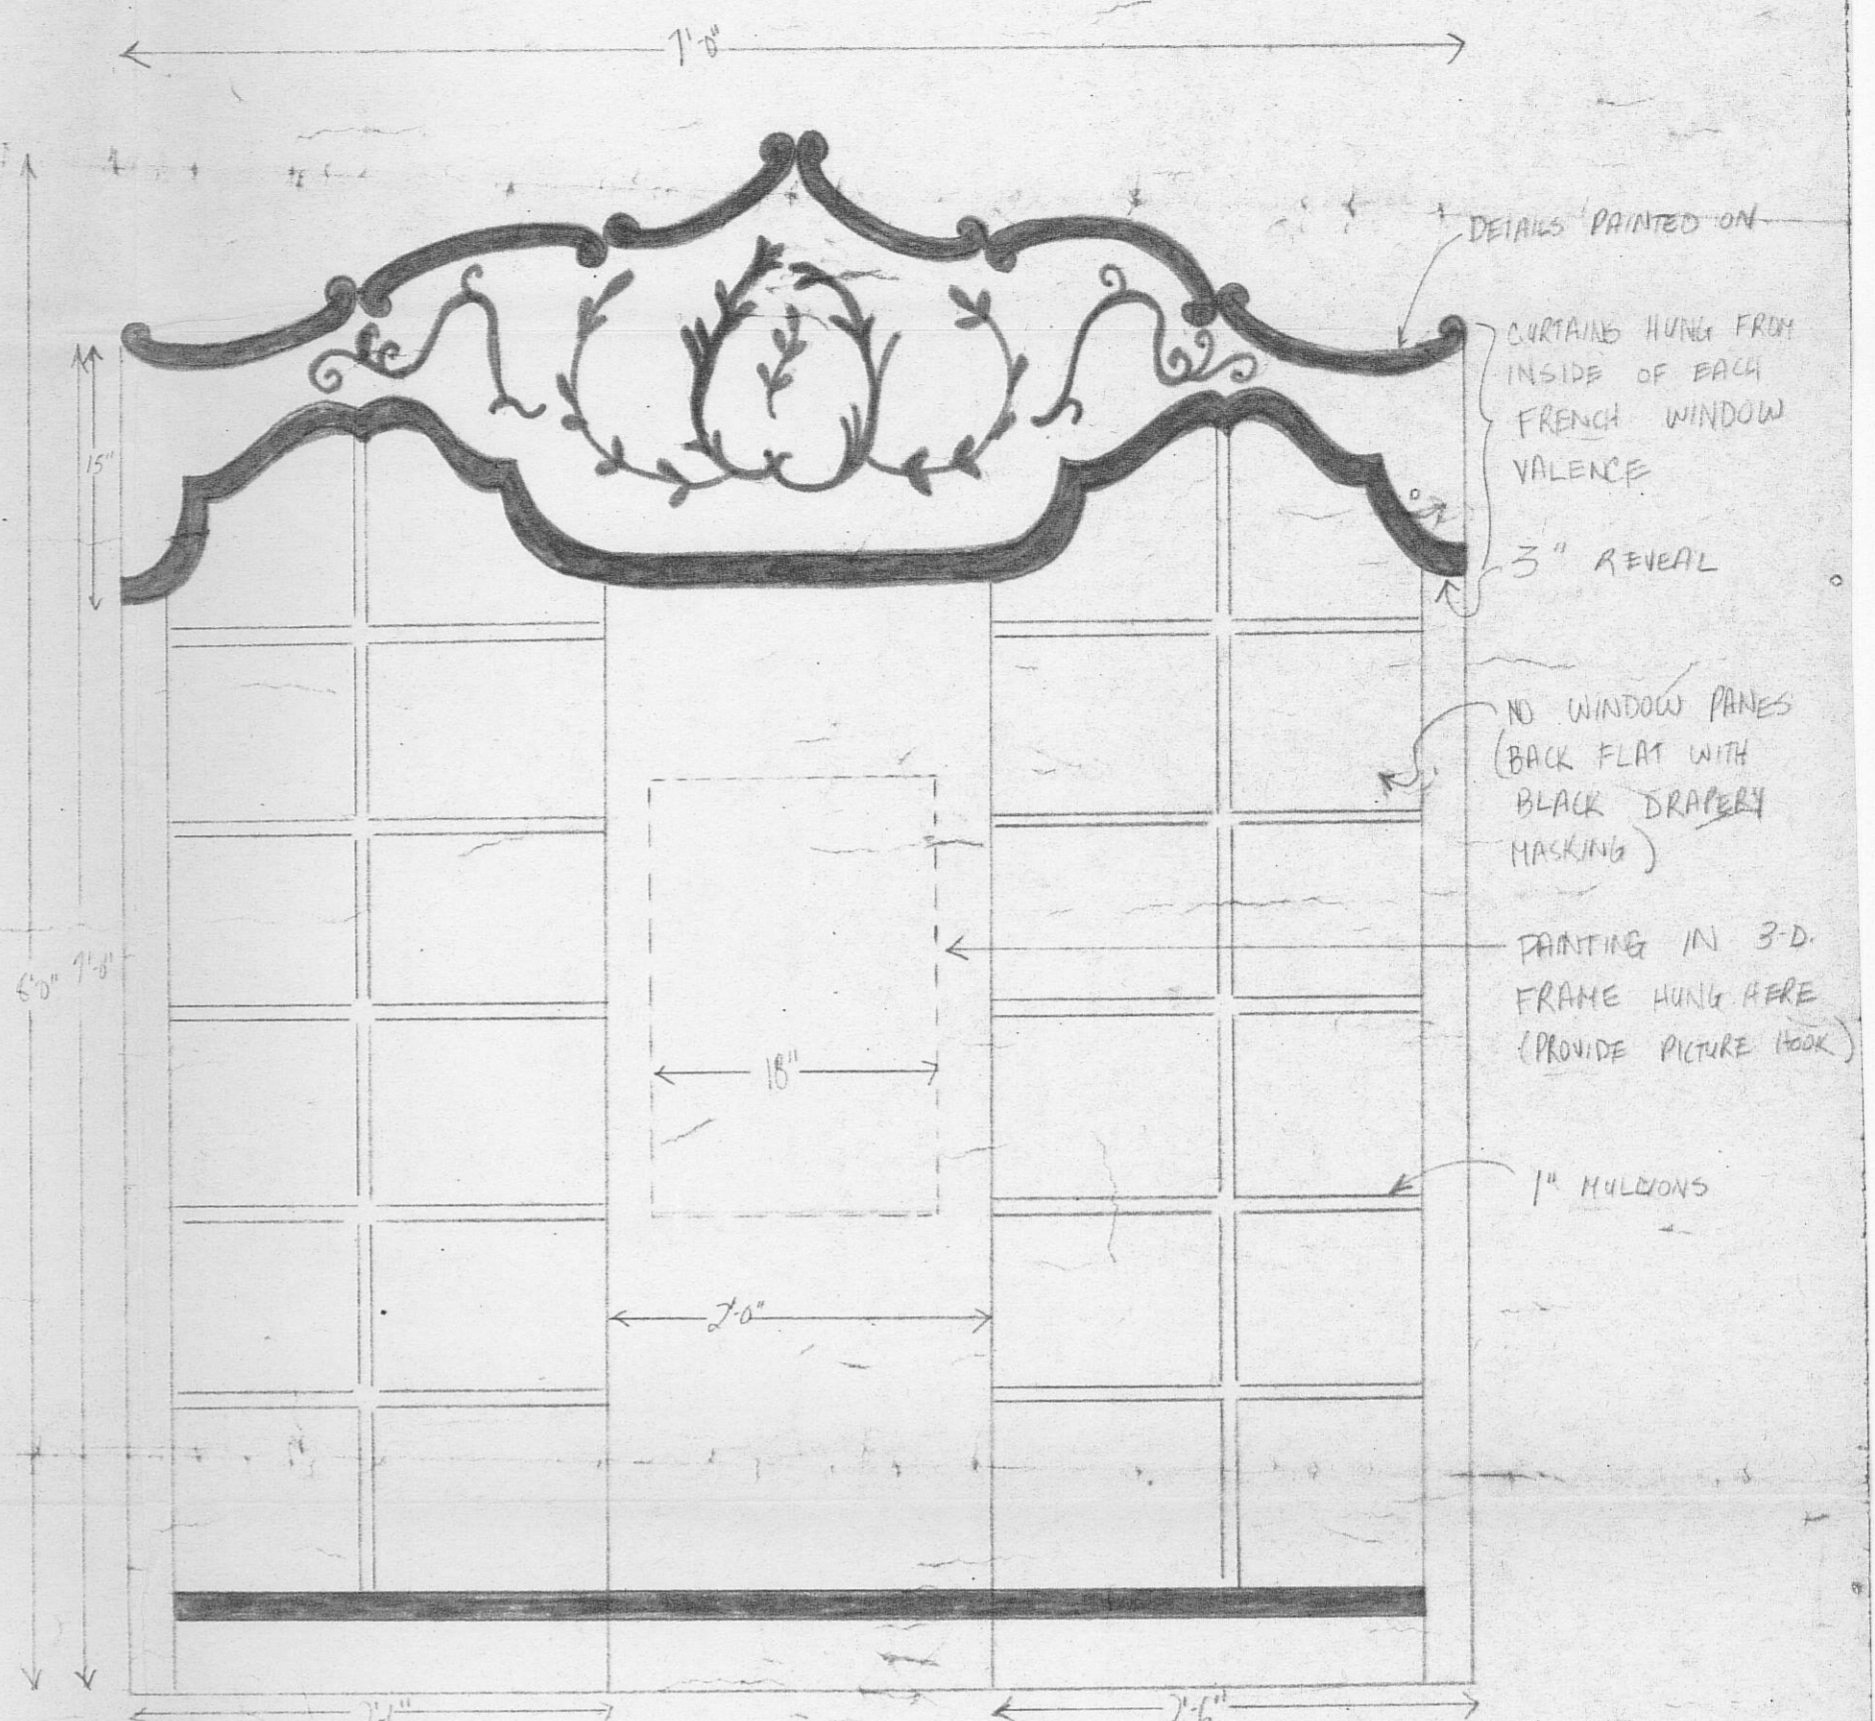 7'-0"
DETAILS PAINTED ON
CURTAINS HUNG FROM
INSIDE OF EACH
FRENCH WINDOW
VALENCE
15"
3" REVEAL
NO WINDOW PANES
(BACK FLAT WITH
BLACK DRAPERY
MASKING)
PAINTING IN 3-D.
FRAME HUNG HERE
(PROVIDE PICTURE HOOK)
7'-0"
18"
1" MULLIONS
2'-0"
2'-6"